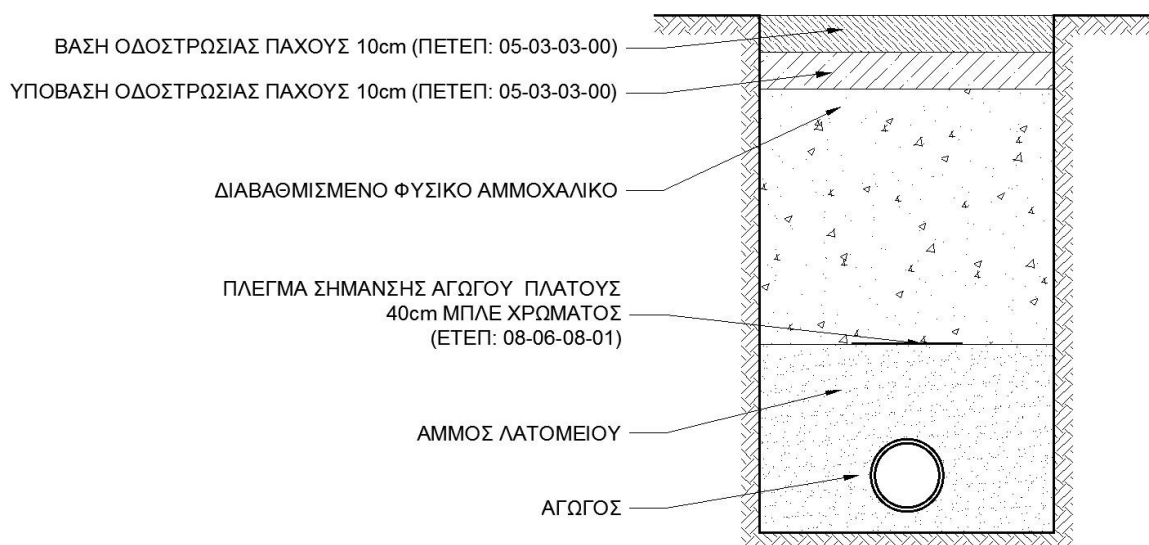 ΒΑΣΗ ΟΔΟΣΤΡΩΣΙΑΣ ΠΑΧΟΥΣ 10cm (ΠΕΤΕΠ: 05-03-03-00)
ΥΠΟΒΑΣΗ ΟΔΟΣΤΡΩΣΙΑΣ ΠΑΧΟΥΣ 10cm (ΠΕΤΕΠ: 05-03-03-00)
ΔΙΑΒΑΘΜΙΣΜΕΝΟ ΦΥΣΙΚΟ ΑΜΜΟΧΑΛΙΚΟ
ΠΛΕΓΜΑ ΣΗΜΑΝΣΗΣ ΑΓΩΓΟΥ ΠΛΑΤΟΥΣ
40cm ΜΠΛΕ ΧΡΩΜΑΤΟΣ
(ΕΤΕΠ: 08-06-08-01)
ΑΜΜΟΣ ΛΑΤΟΜΕΙΟΥ
ΑΓΩΓΟΣ